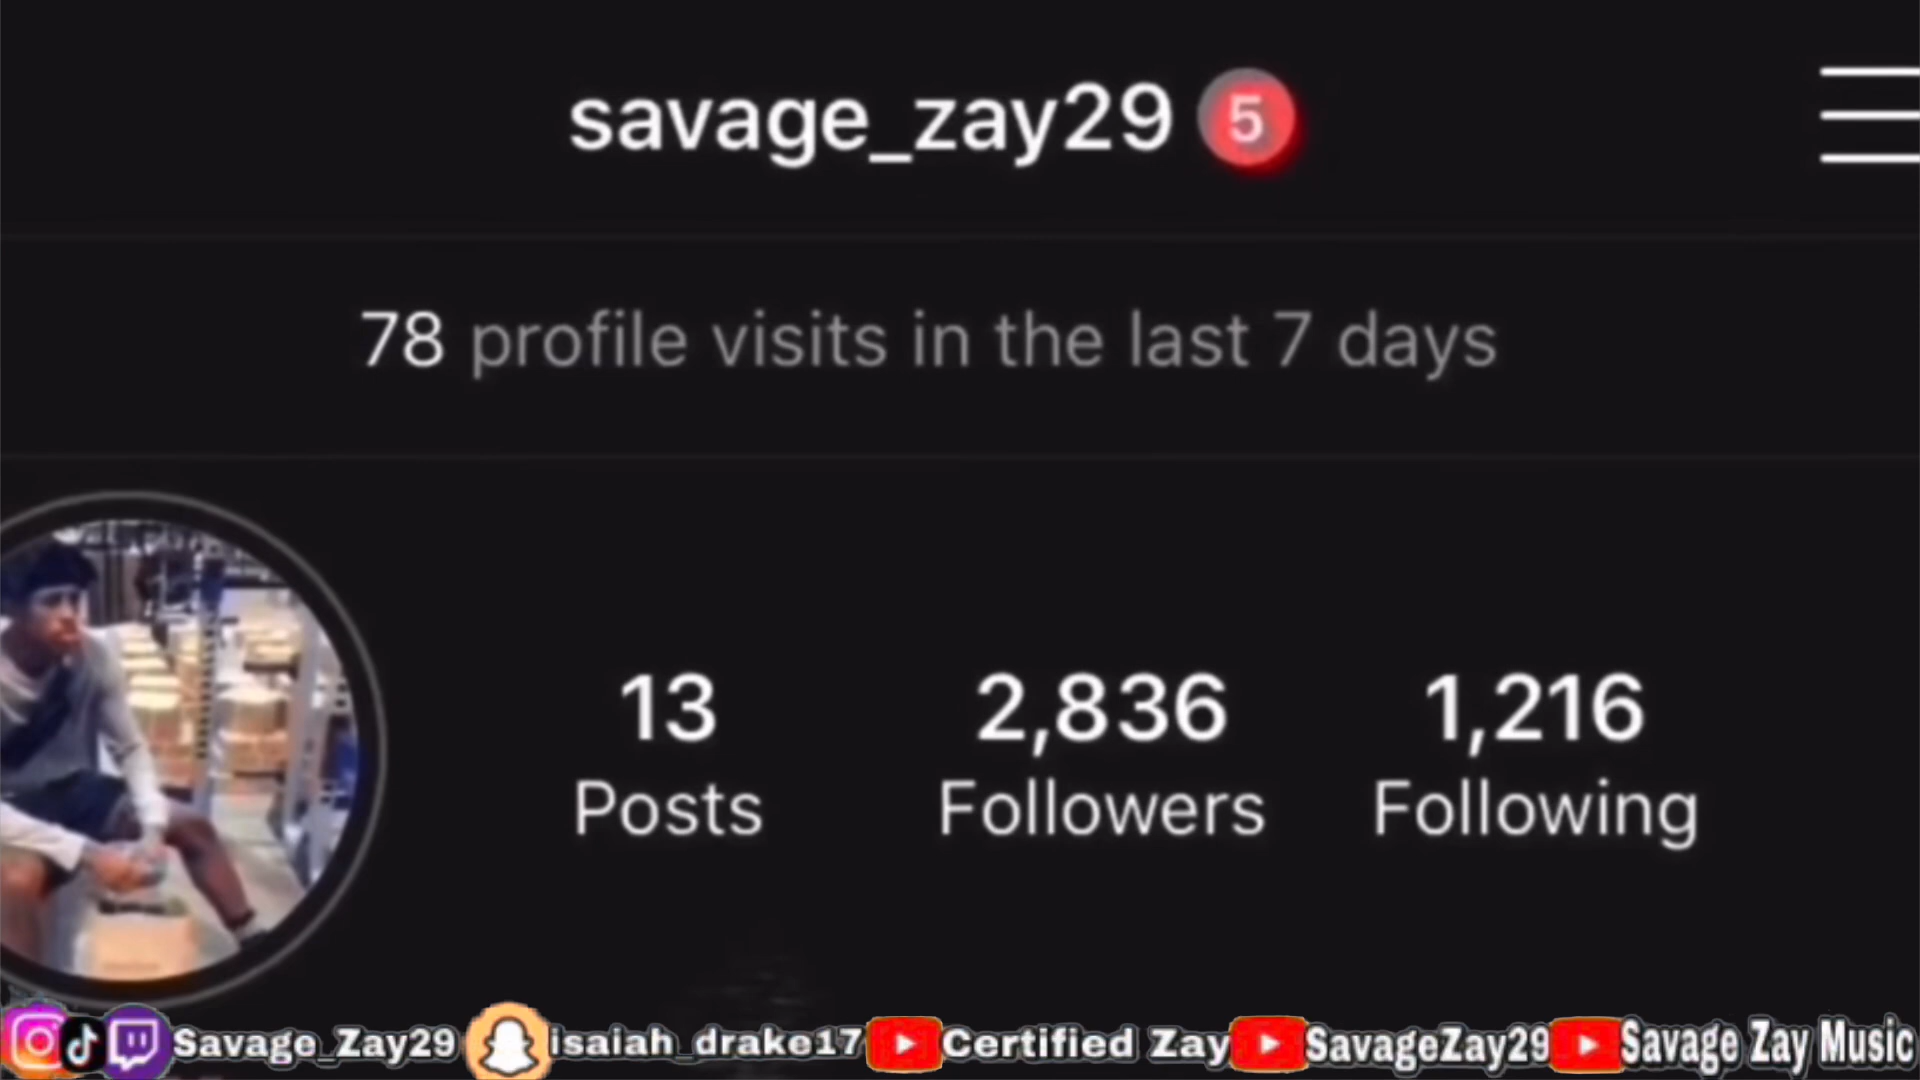 savage_zay29 5
78 profile visits in the last 7 days
13 2,836 1,216
Posts Followers Following
Savage_Zay29 isaiah_drake17 Certified Zay SavageZay29 Savage Zay Music